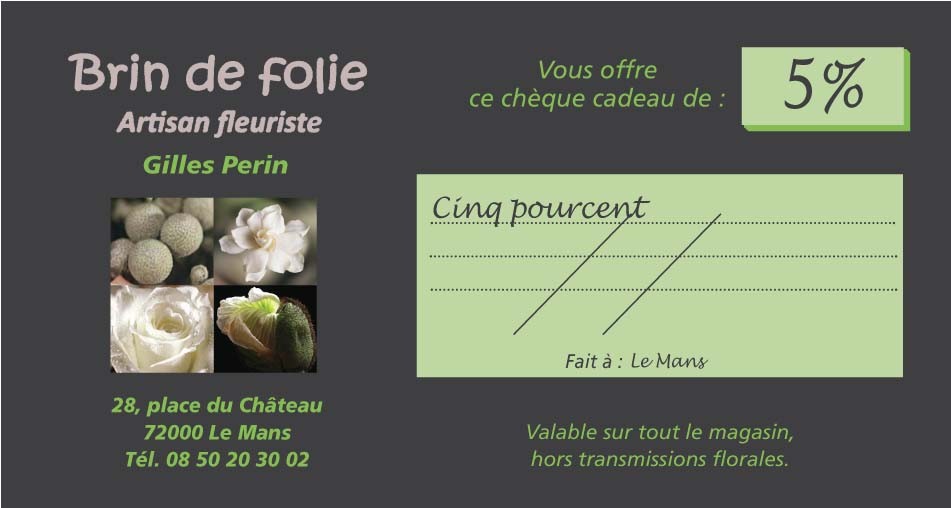 Brin de folie
Artisan fleuriste
Gilles Perin
28, place du Château
72000 Le Mans
Tél. 08 50 20 30 02
Vous offre
ce chèque cadeau de :
5%
Cinq pourcent
Fait à : Le Mans
Valable sur tout le magasin,
hors transmissions florales.